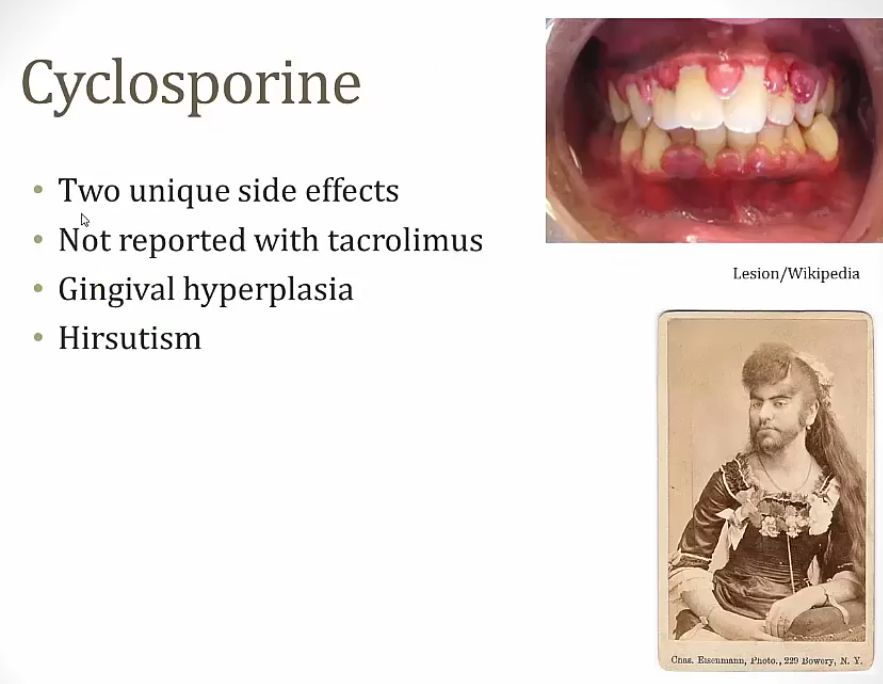 Cyclosporine
• Two unique side effects
• Not reported with tacrolimus
• Gingival hyperplasia
• Hirsutism
Lesion/Wikipedia
Chas. Eisenmann, Photo., 229 Bowery, N. Y.